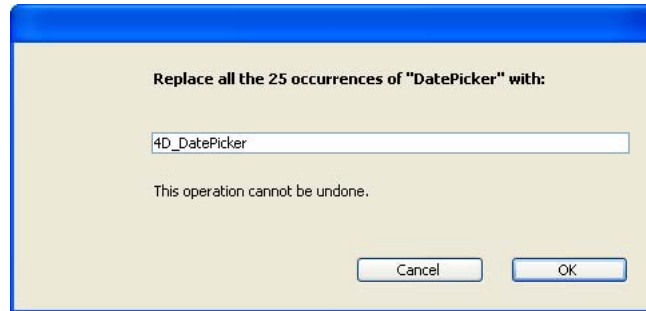 Replace all the 25 occurrences of "DatePicker" with:
4D_DatePicker
This operation cannot be undone.
Cancel OK